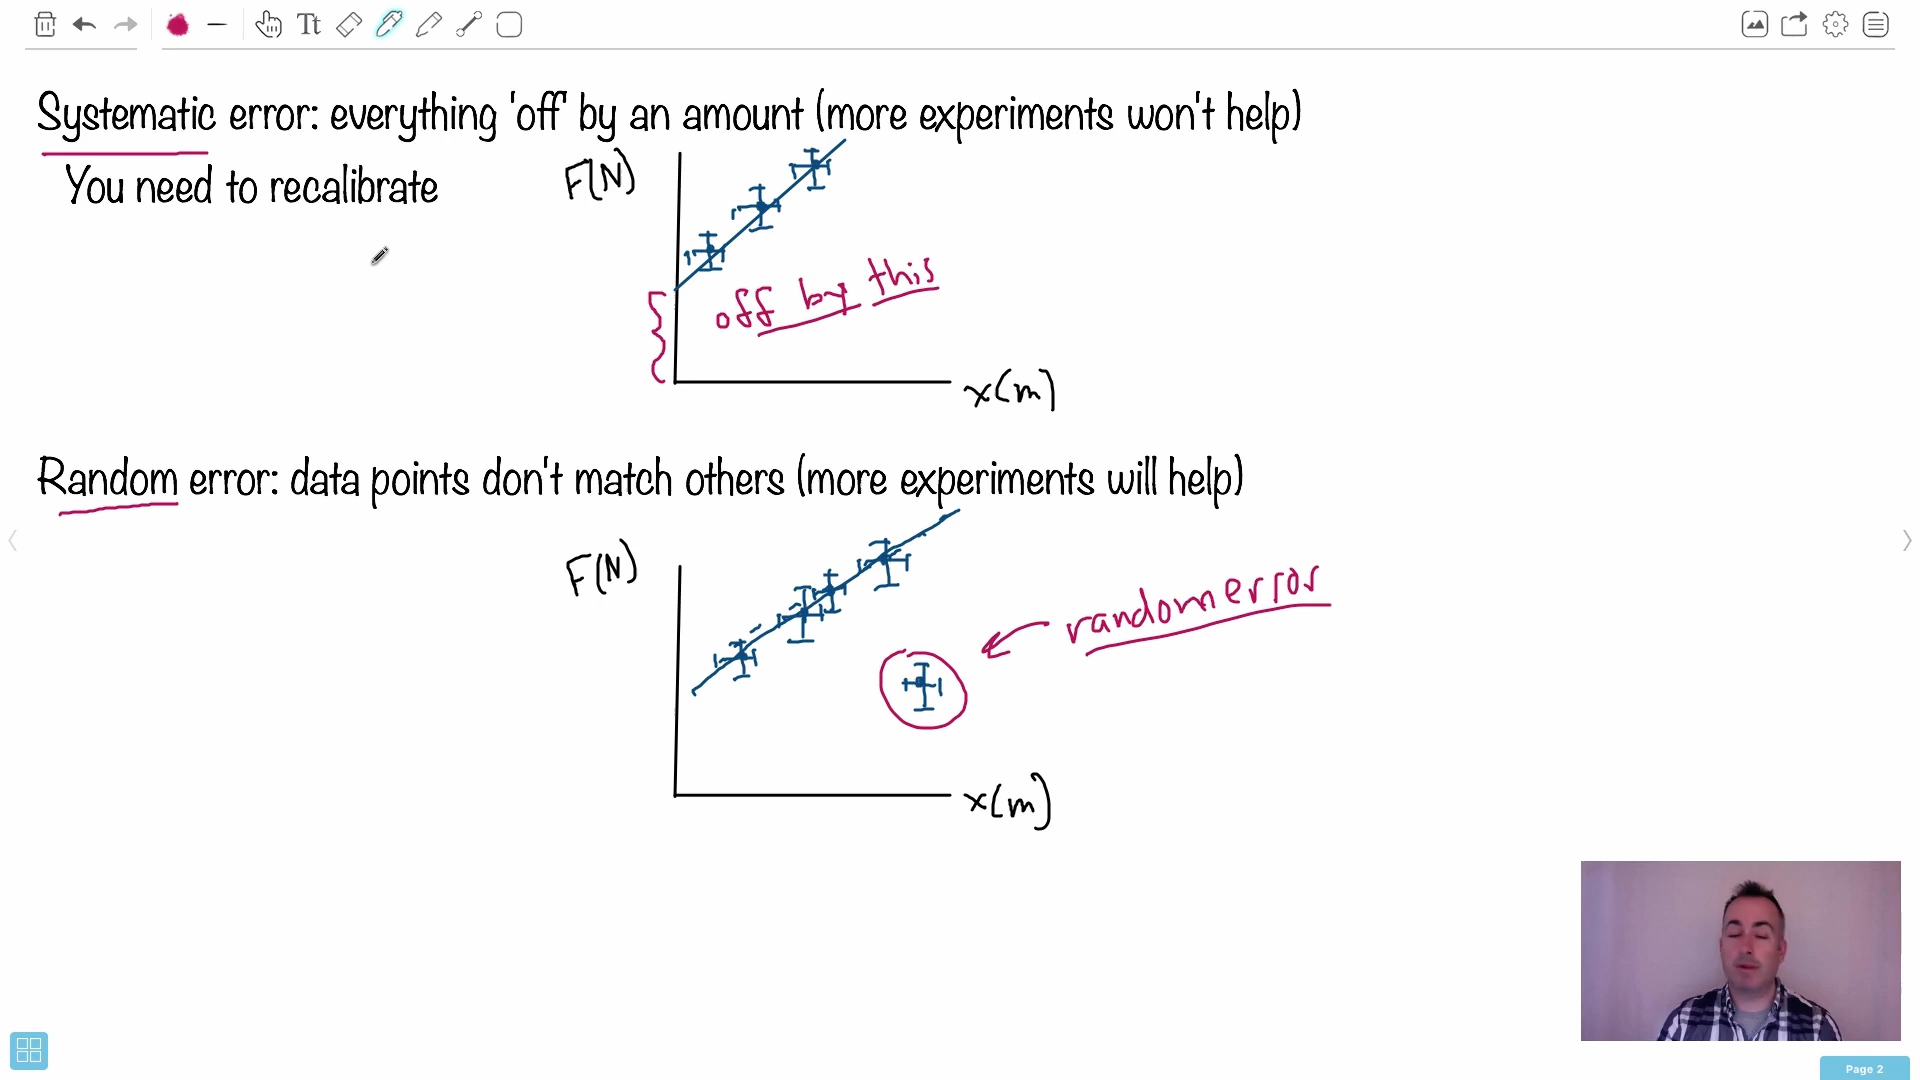 Tt
Systematic error: everything 'off' by an amount (more experiments won't help)
You need to recalibrate
F(N)
off by this
x(m)
Random error: data points don't match others (more experiments will help)
F(N)
random error
x(m)
Page 2